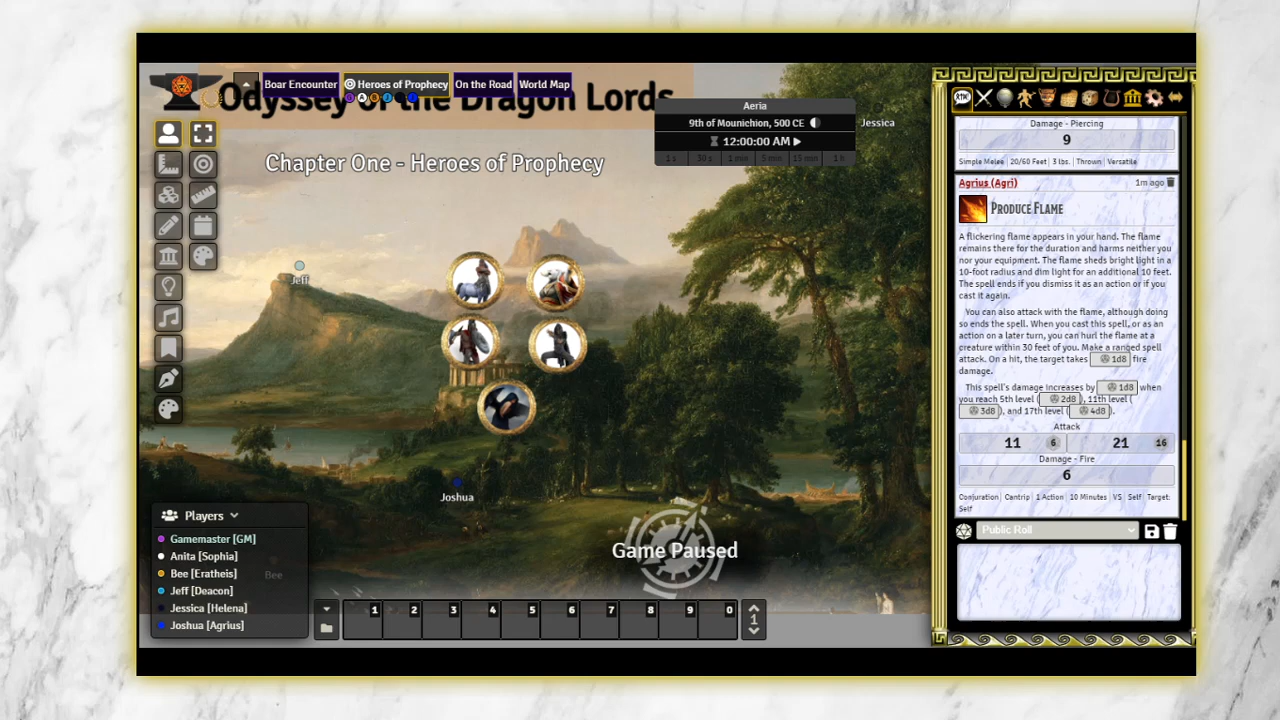 Odyssey of the Dragon Lords
Boar Encounter
Heroes of Prophecy
On the Road
World Map
Chapter One - Heroes of Prophecy
Aeria
9th of Mounichion, 500 CE
12:00:00 AM
1 s 30 s 1 min 5 min 15 min 1 h
Jessica
Jeff
Joshua
Bee
Game Paused
Players
Gamemaster [GM]
Anita [Sophia]
Bee [Eratheis]
Jeff [Deacon]
Jessica [Helena]
Joshua [Agrius]
1 2 3 4 5 6 7 8 9 0
1
Damage - Piercing
9
Simple Melee 20/60 Feet 3 lbs. Thrown Versatile
Agrius (Agri) 1m ago
Produce Flame
A flickering flame appears in your hand. The flame
remains there for the duration and harms neither you
nor your equipment. The flame sheds bright light in a
10-foot radius and dim light for an additional 10 feet.
The spell ends if you dismiss it as an action or if you
cast it again.
You can also attack with the flame, although doing
so ends the spell. When you cast this spell, or as an
action on a later turn, you can hurl the flame at a
creature within 30 feet of you. Make a ranged spell
attack. On a hit, the target takes 1d8 fire
damage.
This spell's damage increases by 1d8 when
you reach 5th level ( 2d8 ), 11th level (
3d8 ), and 17th level ( 4d8 ).
Attack
11 6 21 16
Damage - Fire
6
Conjuration Cantrip 1 Action 10 Minutes VS Self Target:
Self
Public Roll